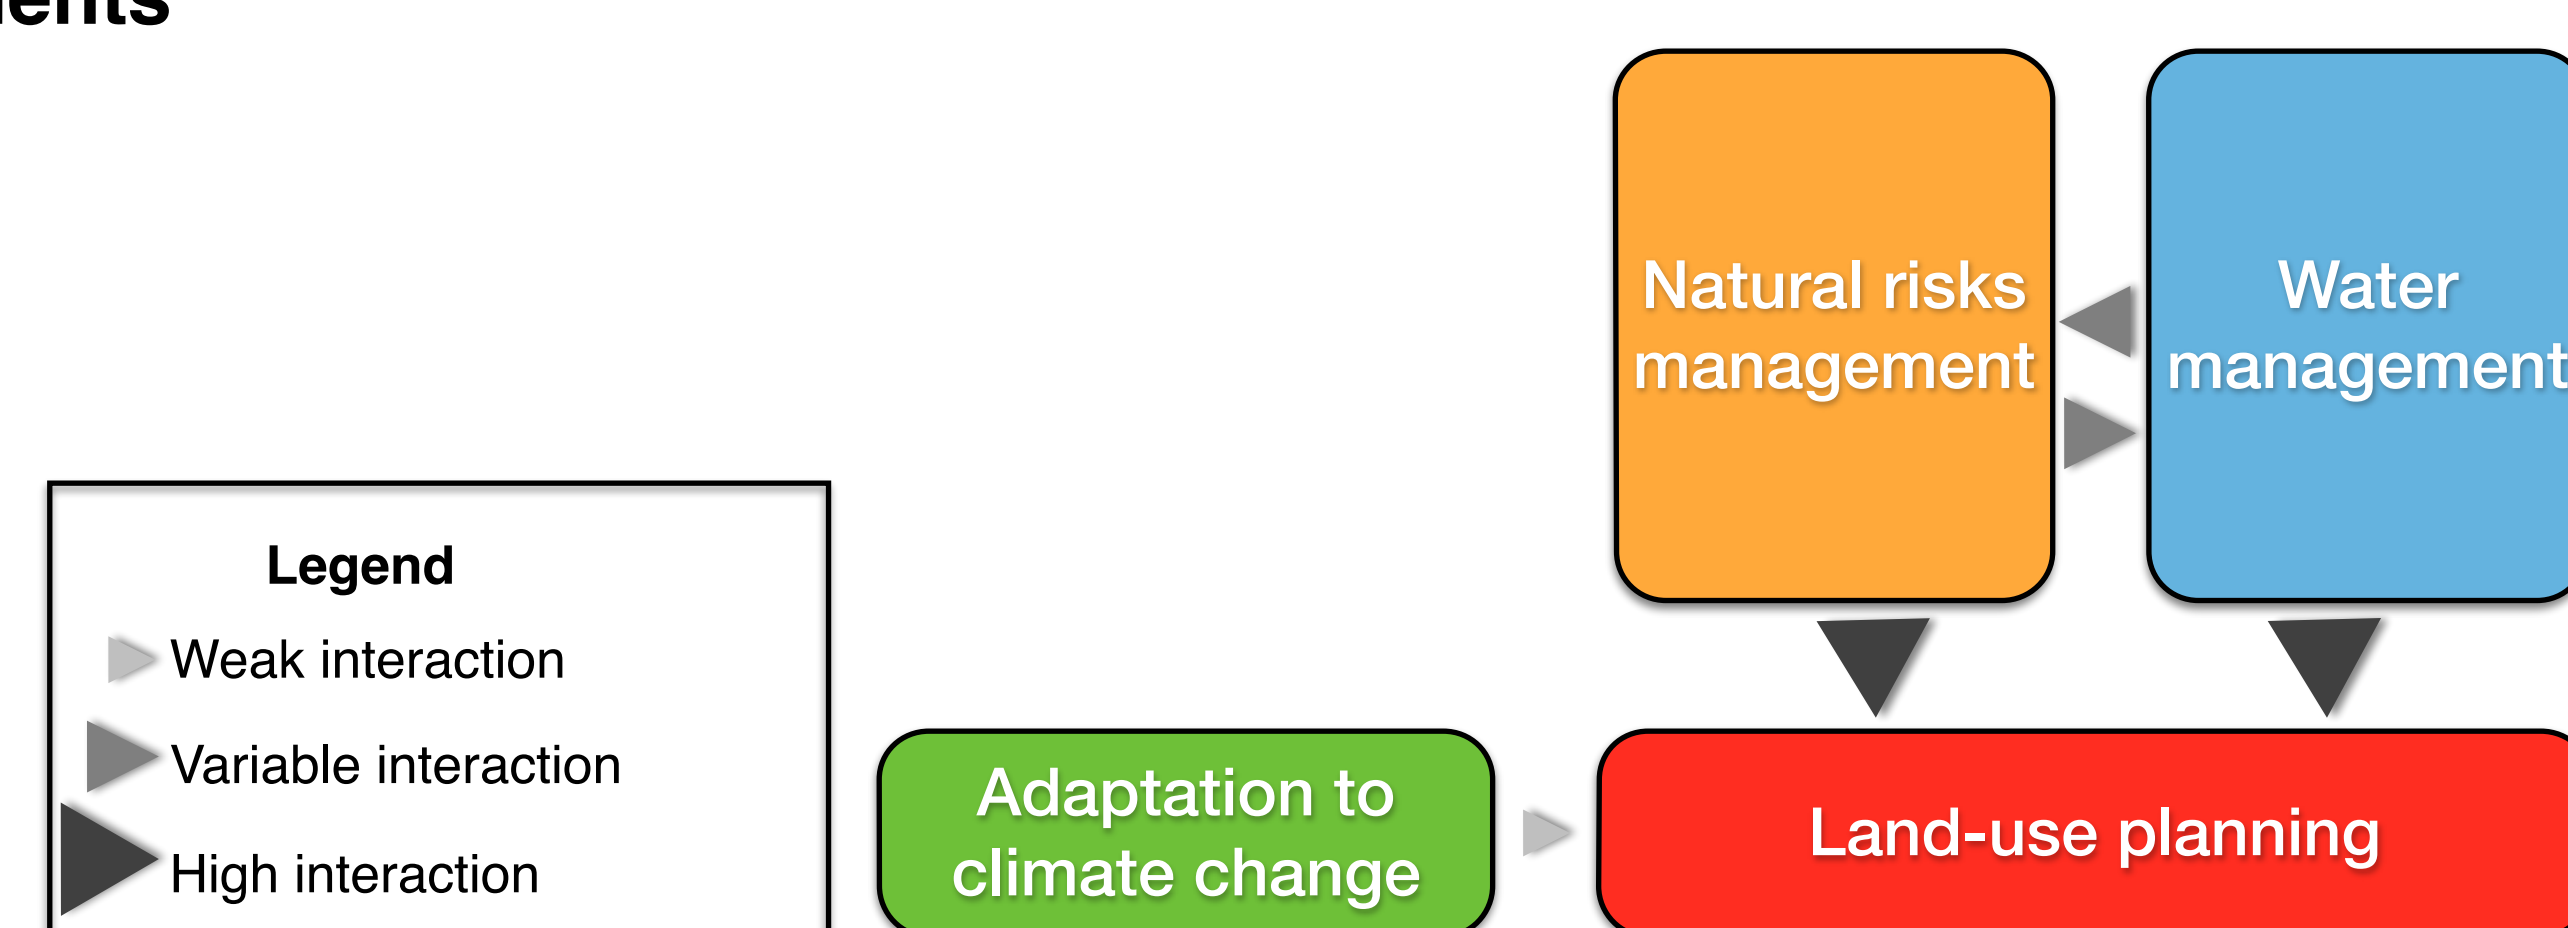 Natural risks
management
Water
management
Legend
Weak interaction
Variable interaction
High interaction
Adaptation to
climate change
Land-use planning